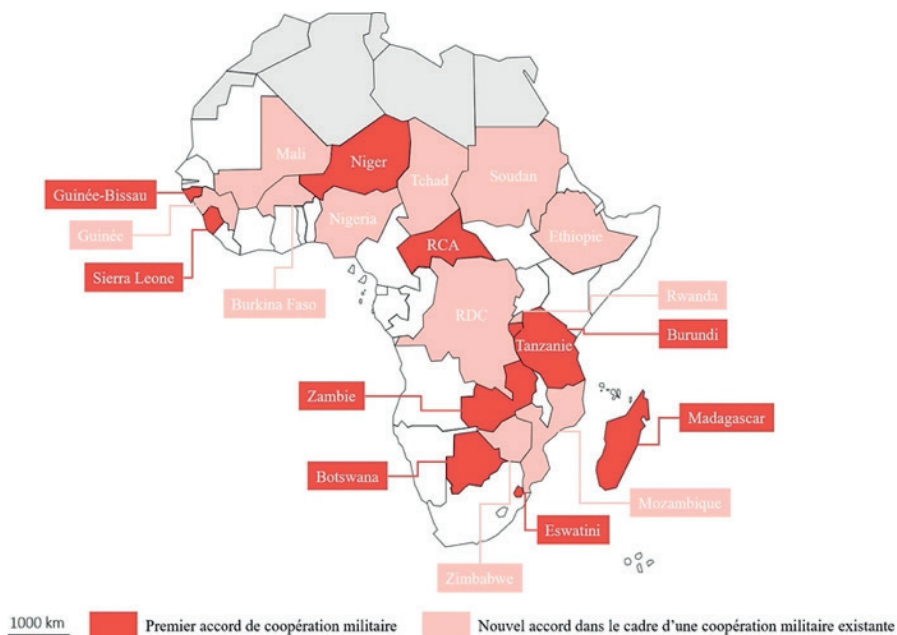 Mali
Niger
Tchad
Soudan
Guinée-Bissau
Nigeria
Guinée
RCA
Ethiopie
Sierra Leone
Burkina Faso
Rwanda
RDC
Burundi
Tanzanie
Zambie
Madagascar
Botswana
Mozambique
Eswatini
Zimbabwe
1000 km
Premier accord de coopération militaire
Nouvel accord dans le cadre d’une coopération militaire existante